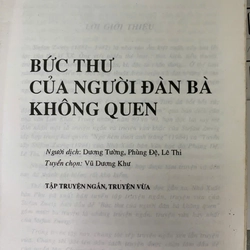 BỨC THƯ
CỦA NGƯỜI ĐÀN BÀ
KHÔNG QUEN
Người dịch: Dương Tường, Phùng Đệ, Lê Thi
Tuyển chọn: Vũ Dương Khư
TẬP TRUYỆN NGẮN, TRUYỆN VỪA